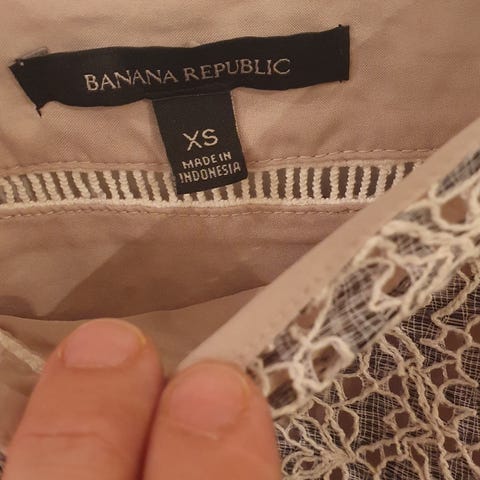 BANANA REPUBLIC
XS
MADE IN
INDONESIA